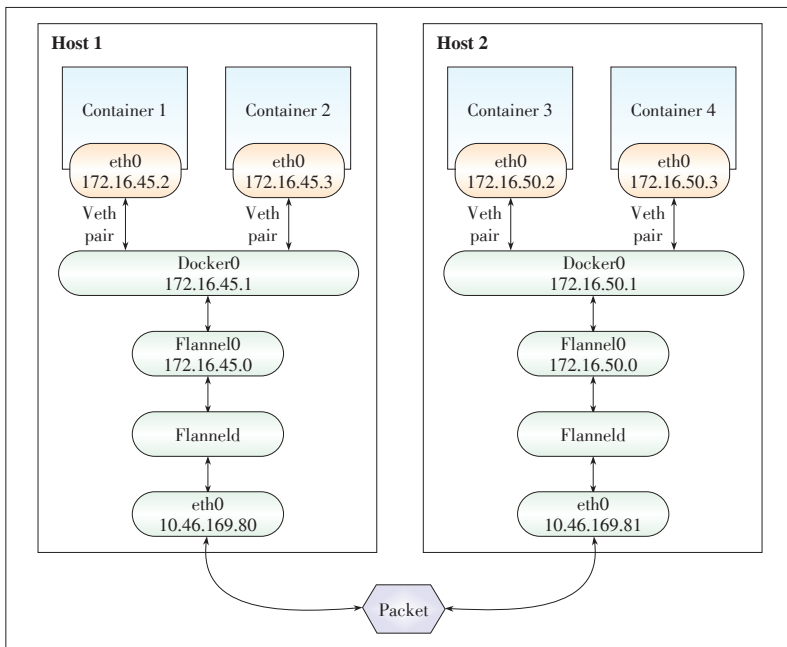 Host 1
Container 1
Container 2
eth0
172.16.45.2
eth0
172.16.45.3
Veth
pair
Veth
pair
Docker0
172.16.45.1
Flannel0
172.16.45.0
Flanneld
eth0
10.46.169.80
Host 2
Container 3
Container 4
eth0
172.16.50.2
eth0
172.16.50.3
Veth
pair
Veth
pair
Docker0
172.16.50.1
Flannel0
172.16.50.0
Flanneld
eth0
10.46.169.81
Packet